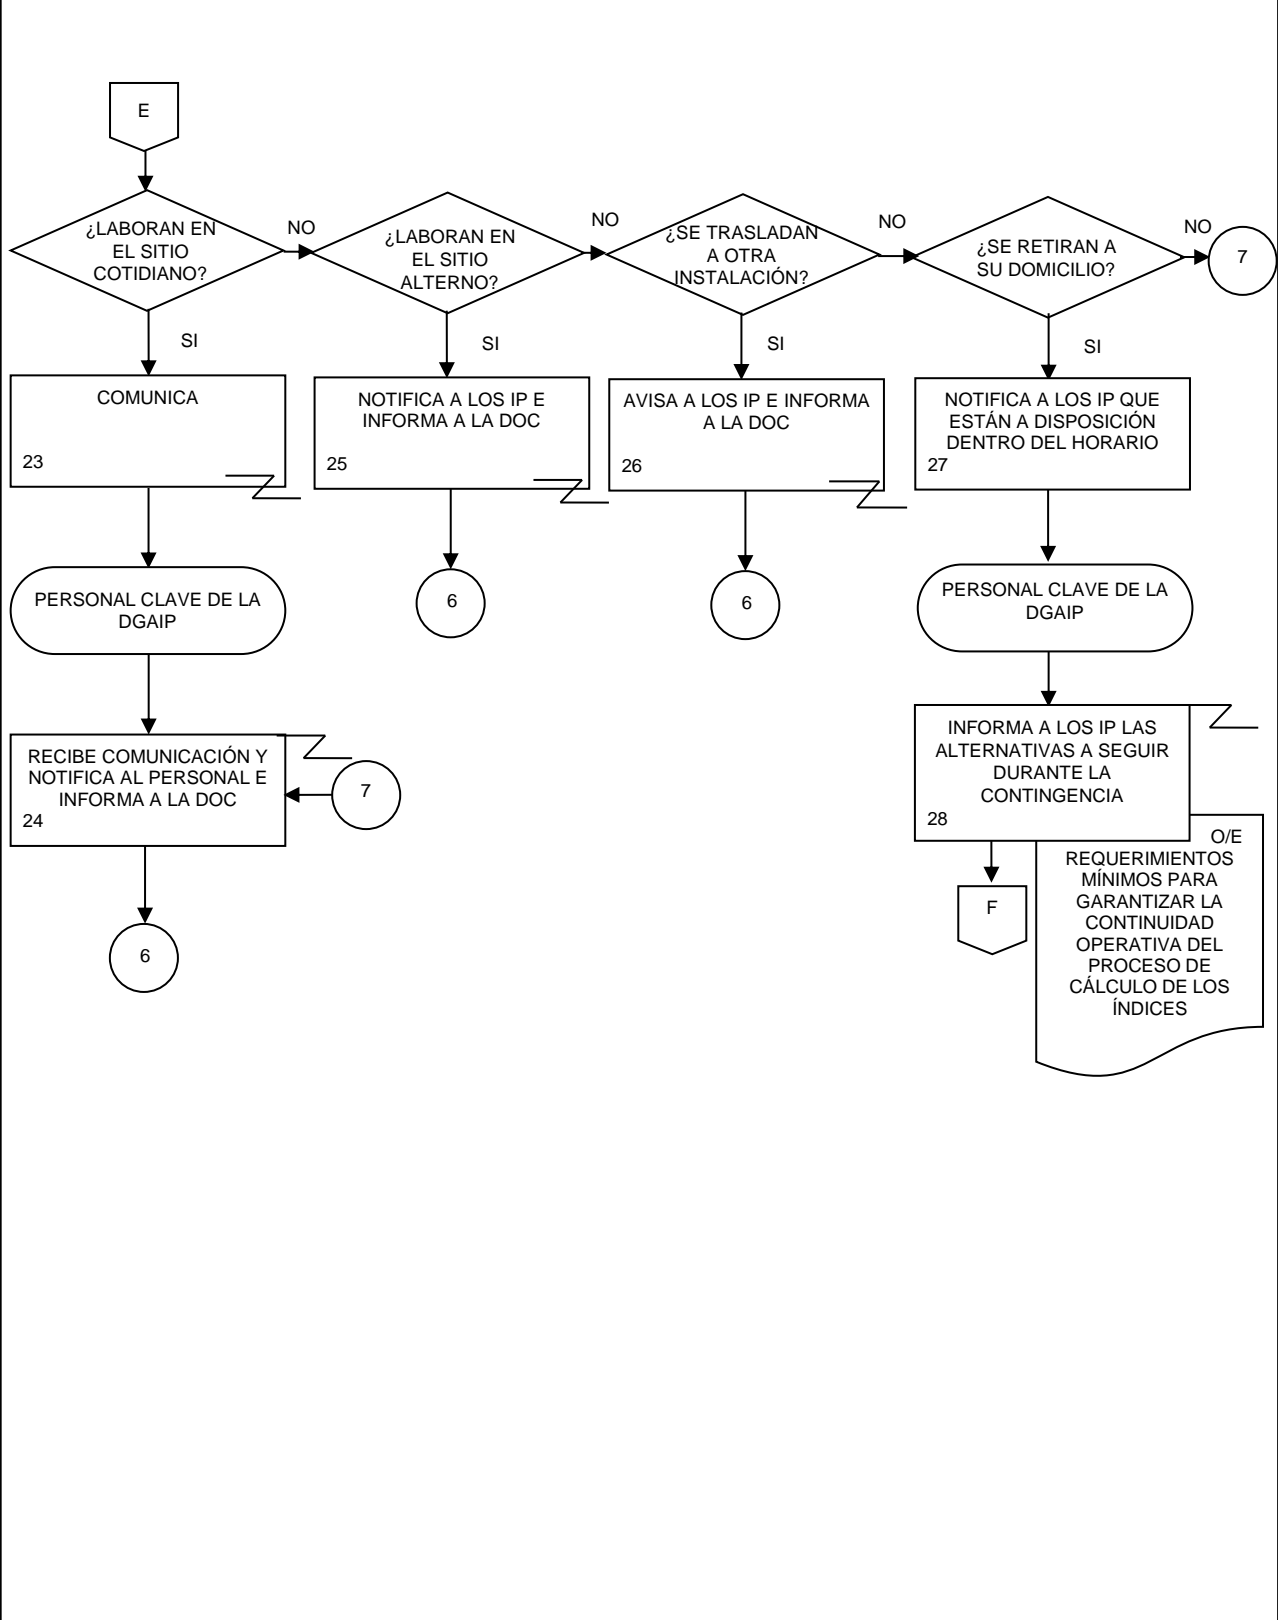 E
¿LABORAN EN
EL SITIO
COTIDIANO?
NO
¿LABORAN EN
EL SITIO
ALTERNO?
NO
¿SE TRASLADAN
A OTRA
INSTALACIÓN?
NO
¿SE RETIRAN A
SU DOMICILIO?
NO
7
SI
SI
SI
SI
COMUNICA
23
NOTIFICA A LOS IP E
INFORMA A LA DOC
25
AVISA A LOS IP E INFORMA
A LA DOC
26
NOTIFICA A LOS IP QUE
ESTÁN A DISPOSICIÓN
DENTRO DEL HORARIO
27
PERSONAL CLAVE DE LA
DGAIP
6
6
PERSONAL CLAVE DE LA
DGAIP
RECIBE COMUNICACIÓN Y
NOTIFICA AL PERSONAL E
INFORMA A LA DOC
24
7
INFORMA A LOS IP LAS
ALTERNATIVAS A SEGUIR
DURANTE LA
CONTINGENCIA
28
6
F
O/E
REQUERIMIENTOS
MÍNIMOS PARA
GARANTIZAR LA
CONTINUIDAD
OPERATIVA DEL
PROCESO DE
CÁLCULO DE LOS
ÍNDICES